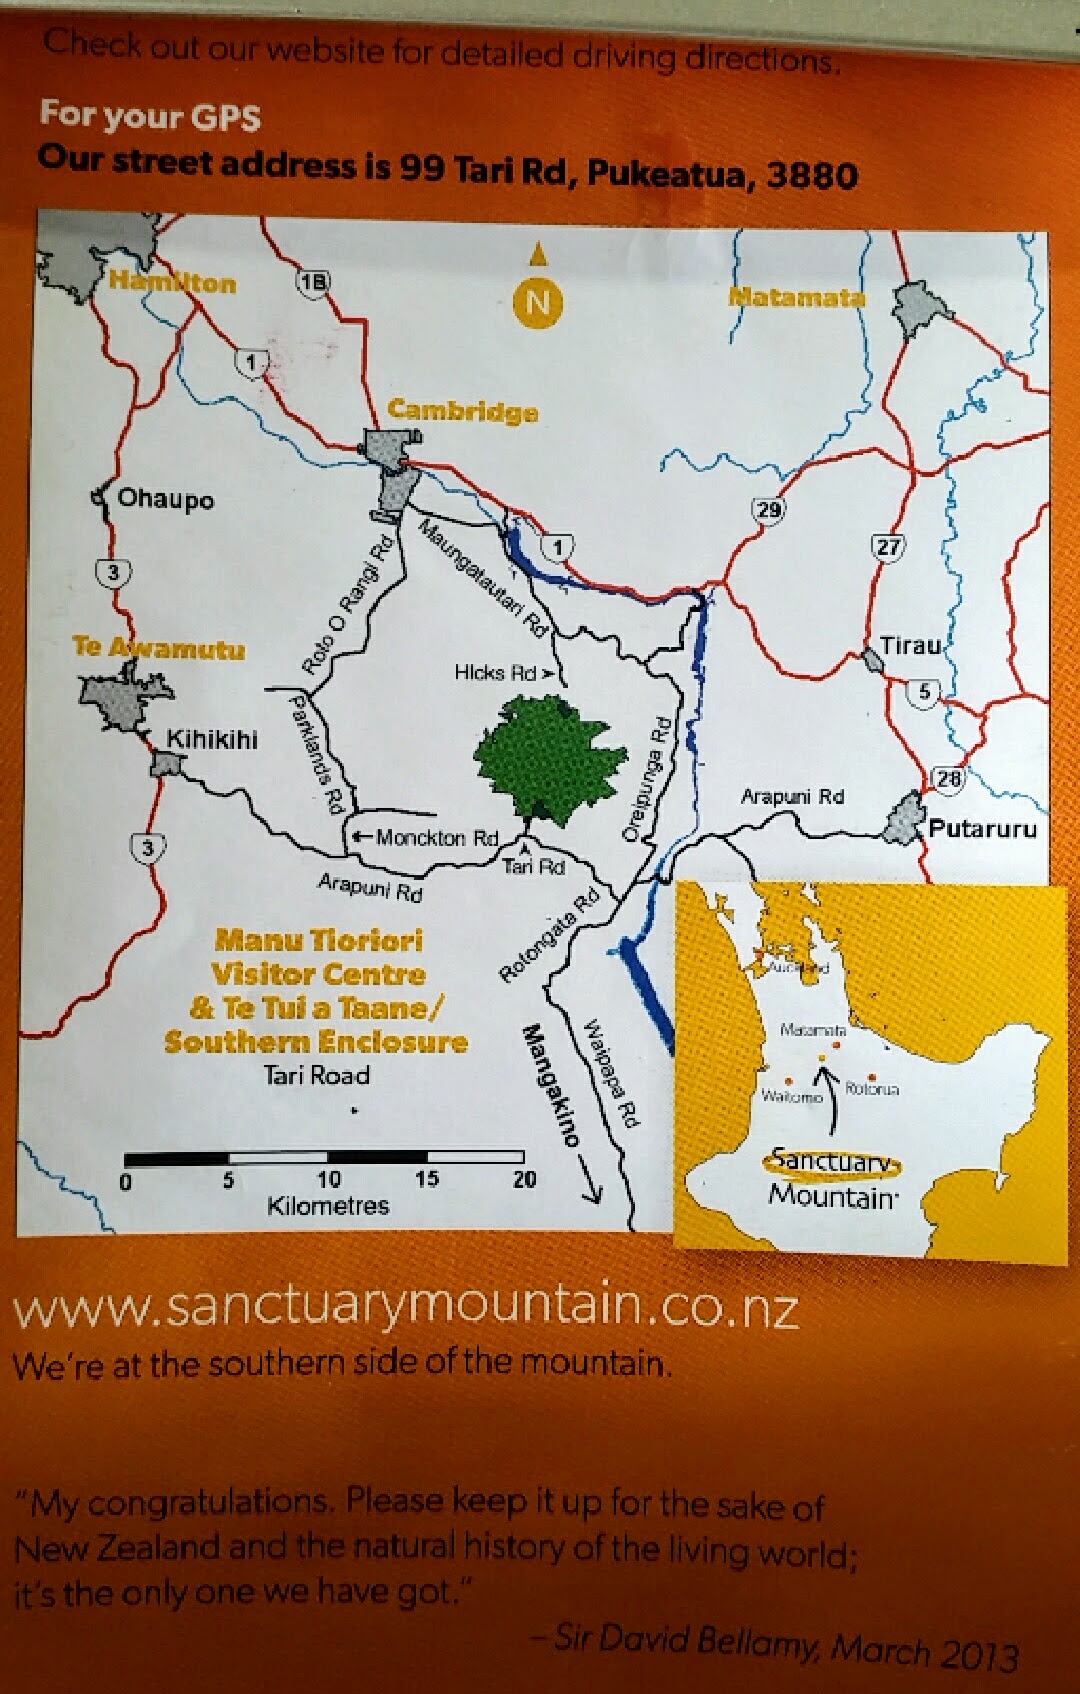 Check out our website for detailed driving directions.
For your GPS
Our street address is 99 Tari Rd, Pukeatua, 3880
Hamilton
1B
N
Matamata
1
Cambridge
Ohaupo
29
Maungatautari Rd
1
27
3
Roto O Rangi Rd
Te Awamutu
Tirau
Hicks Rd
5
Parklands Rd
Kihikihi
Oreipunga Rd
28
Arapuni Rd
Putaruru
3
Monckton Rd
Tari Rd
Arapuni Rd
Rotongata Rd
Manu Tioriori
Visitor Centre
& Te Tui a Taane/
Southern Enclosure
Tari Road
Mangakino
Waipapa Rd
Auckland
Matamata
Waitomo
Rotorua
Sanctuary
Mountain
0 5 10 15 20
Kilometres
www.sanctuarymountain.co.nz
We're at the southern side of the mountain.
"My congratulations. Please keep it up for the sake of
New Zealand and the natural history of the living world;
it's the only one we have got."
– Sir David Bellamy, March 2013